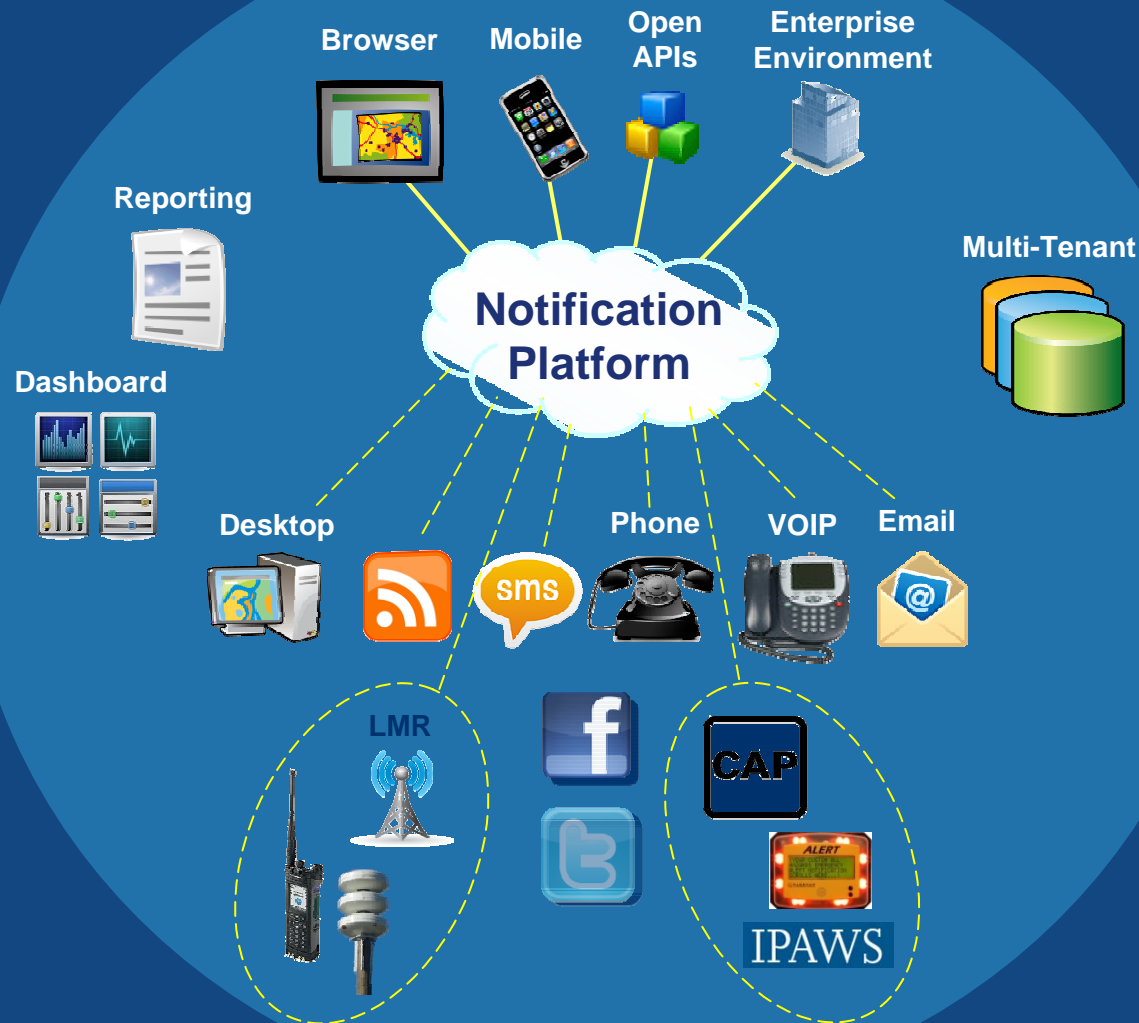 Browser
Mobile
Open
APIs
Enterprise
Environment
Reporting
Multi-Tenant
Notification
Platform
Dashboard
Desktop
Phone
VOIP
Email
sms
@
LMR
f
t
CAP
ALERT
IPAWS